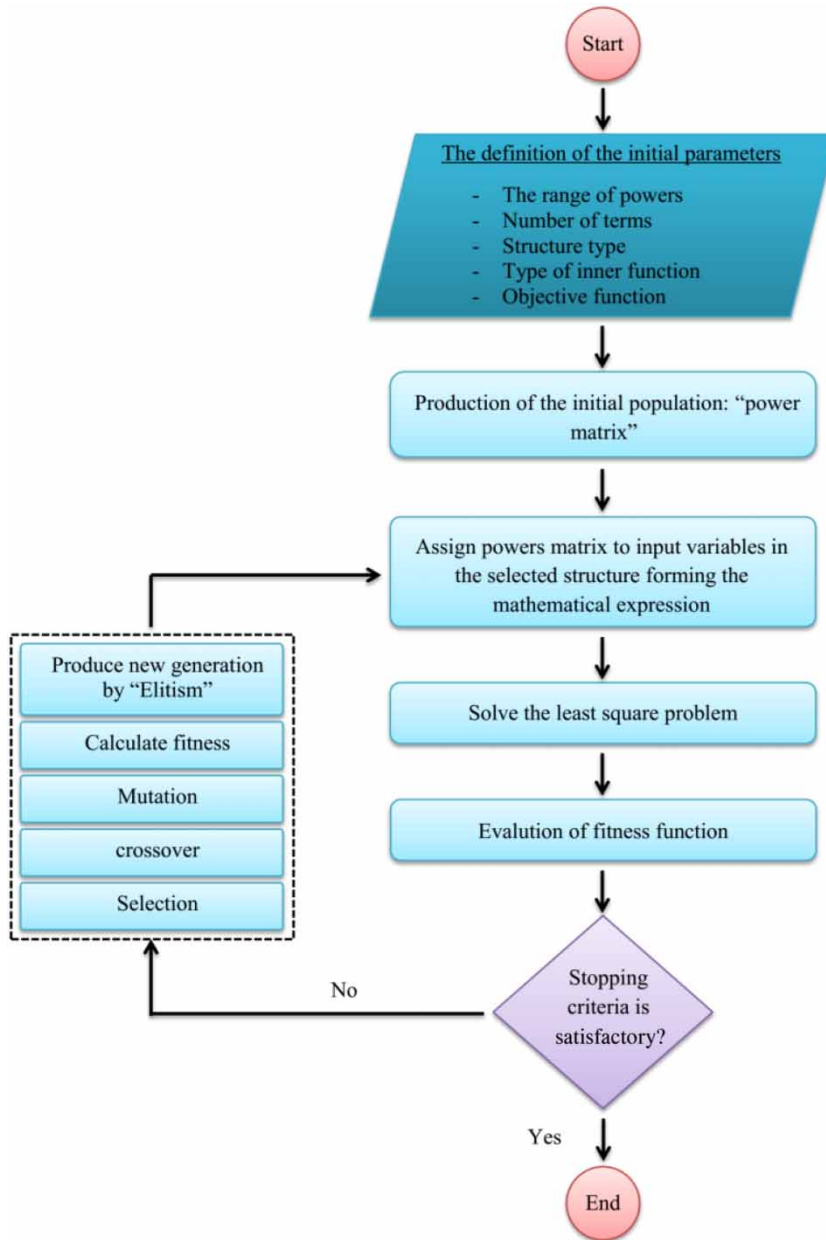 Start
The definition of the initial parameters
- The range of powers
- Number of terms
- Structure type
- Type of inner function
- Objective function
Production of the initial population: “power
matrix”
Assign powers matrix to input variables in
the selected structure forming the
mathematical expression
Produce new generation
by “Elitism”
Calculate fitness
Mutation
crossover
Selection
Solve the least square problem
Evalution of fitness function
Stopping
criteria is
satisfactory?
No
Yes
End